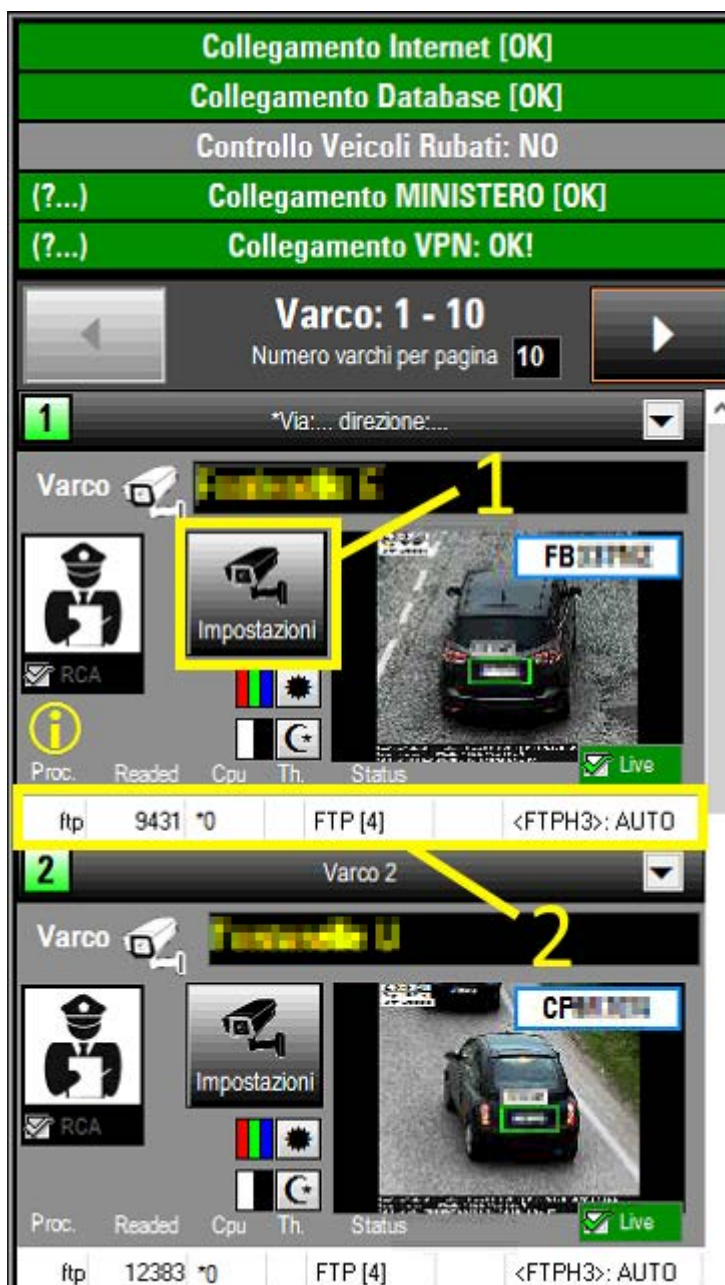 Collegamento Internet [OK]
Collegamento Database [OK]
Controllo Veicoli Rubati: NO
(?...) Collegamento MINISTERO [OK]
(?...) Collegamento VPN: OK!
Varco: 1 - 10
Numero varchi per pagina 10
1 *Via:... direzione:...
Varco
1
FB
Impostazioni
RCA
Proc. Readed Cpu Th. Status Live
ftp 9431 *0 FTP [4] <FTPH3>: AUTO
2 Varco 2
Varco
2
CP
Impostazioni
RCA
Proc. Readed Cpu Th. Status Live
ftp 12383 *0 FTP [4] <FTPH3>: AUTO